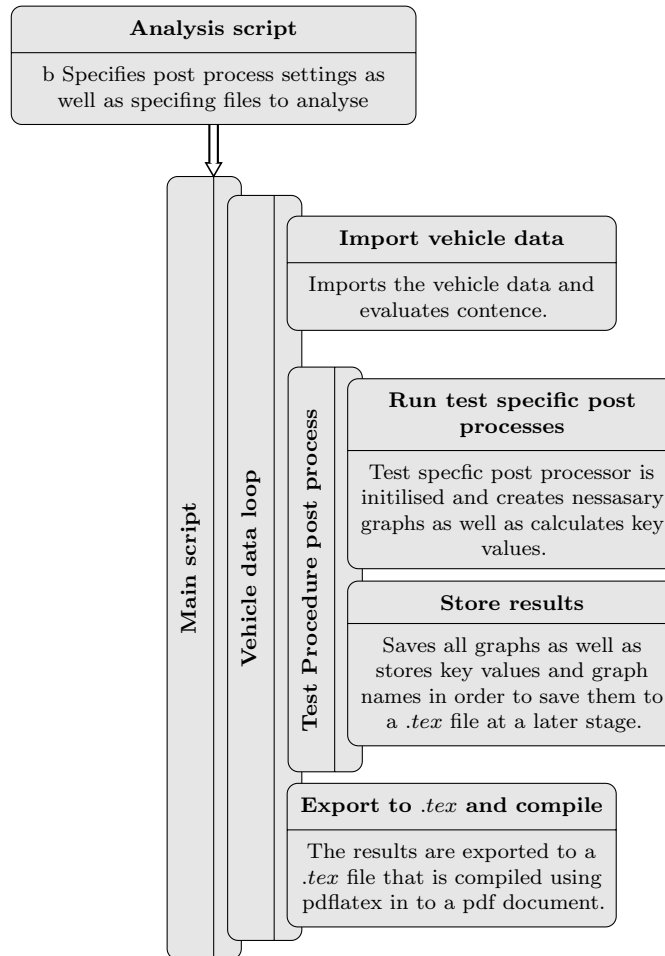 Analysis script
b Specifies post process settings as
well as specifing files to analyse
Main script
Vehicle data loop
Import vehicle data
Imports the vehicle data and
evaluates contence.
Test Procedure post process
Run test specific post
processes
Test specfic post processor is
initilised and creates nessasary
graphs as well as calculates key
values.
Store results
Saves all graphs as well as
stores key values and graph
names in order to save them to
a .tex file at a later stage.
Export to .tex and compile
The results are exported to a
.tex file that is compiled using
pdflatex in to a pdf document.